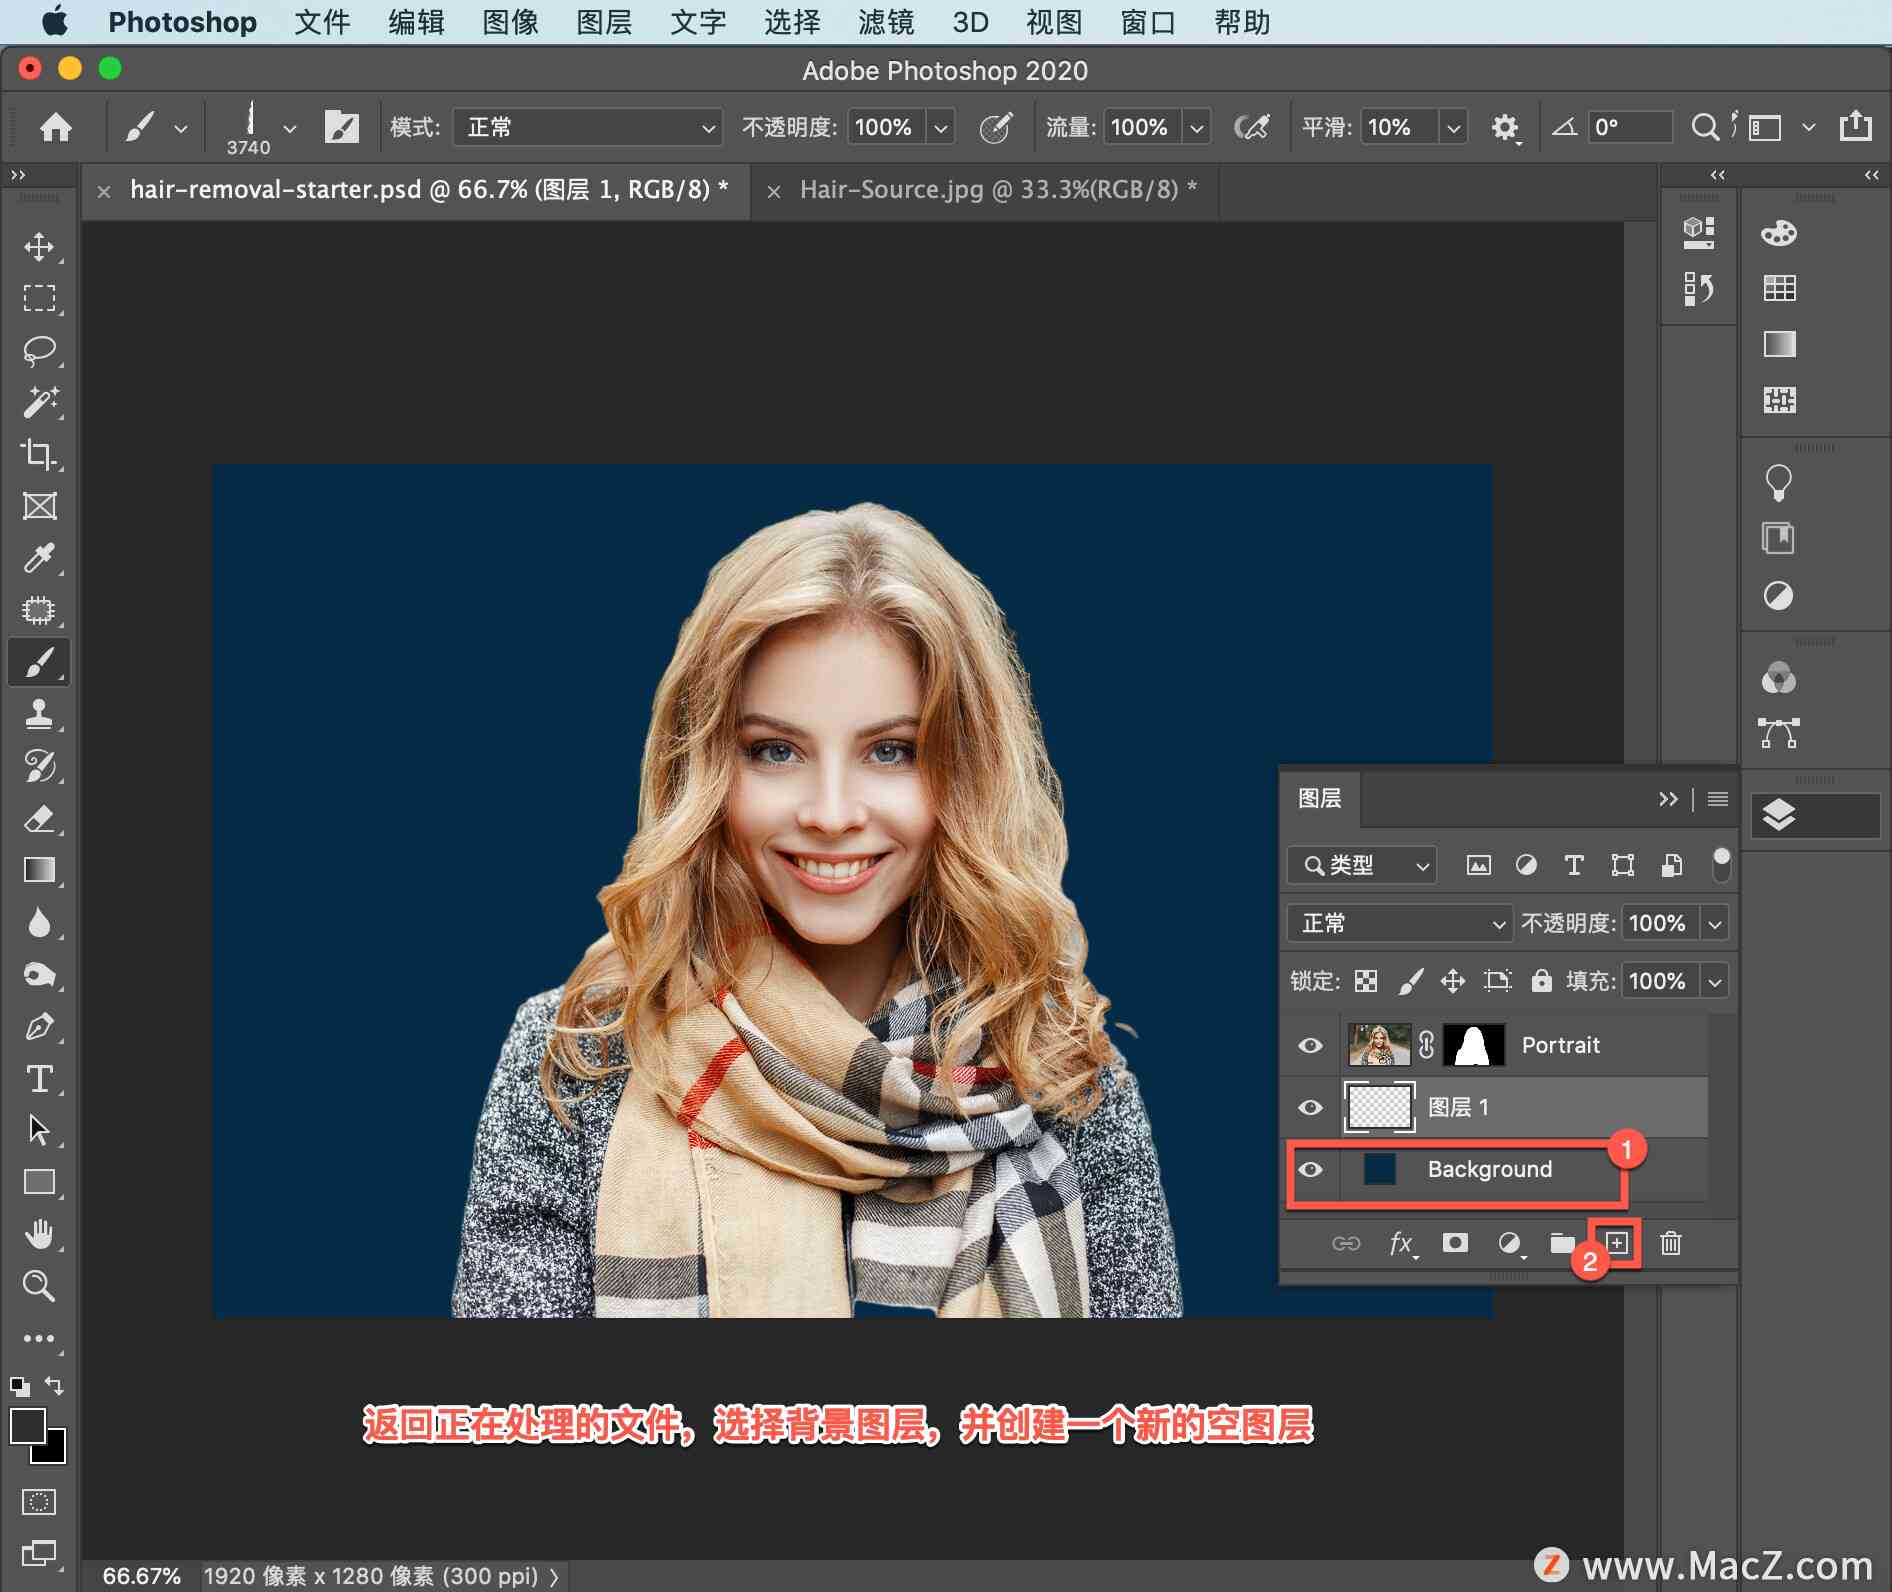 Photoshop 文件 编辑 图像 图层 文字 选择 滤镜 3D 视图 窗口 帮助
Adobe Photoshop 2020
3740 模式: 正常 不透明度: 100% 流量: 100% 平滑: 10% 0°
hair-removal-starter.psd @ 66.7% (图层 1, RGB/8) * Hair-Source.jpg @ 33.3%(RGB/8) *
图层
类型
正常 不透明度: 100%
锁定: 填充: 100%
Portrait
图层 1
1
Background
fx
2
返回正在处理的文件，选择背景图层，并创建一个新的空图层
66.67% 1920 像素 x 1280 像素 (300 ppi)
Z www.MacZ.com